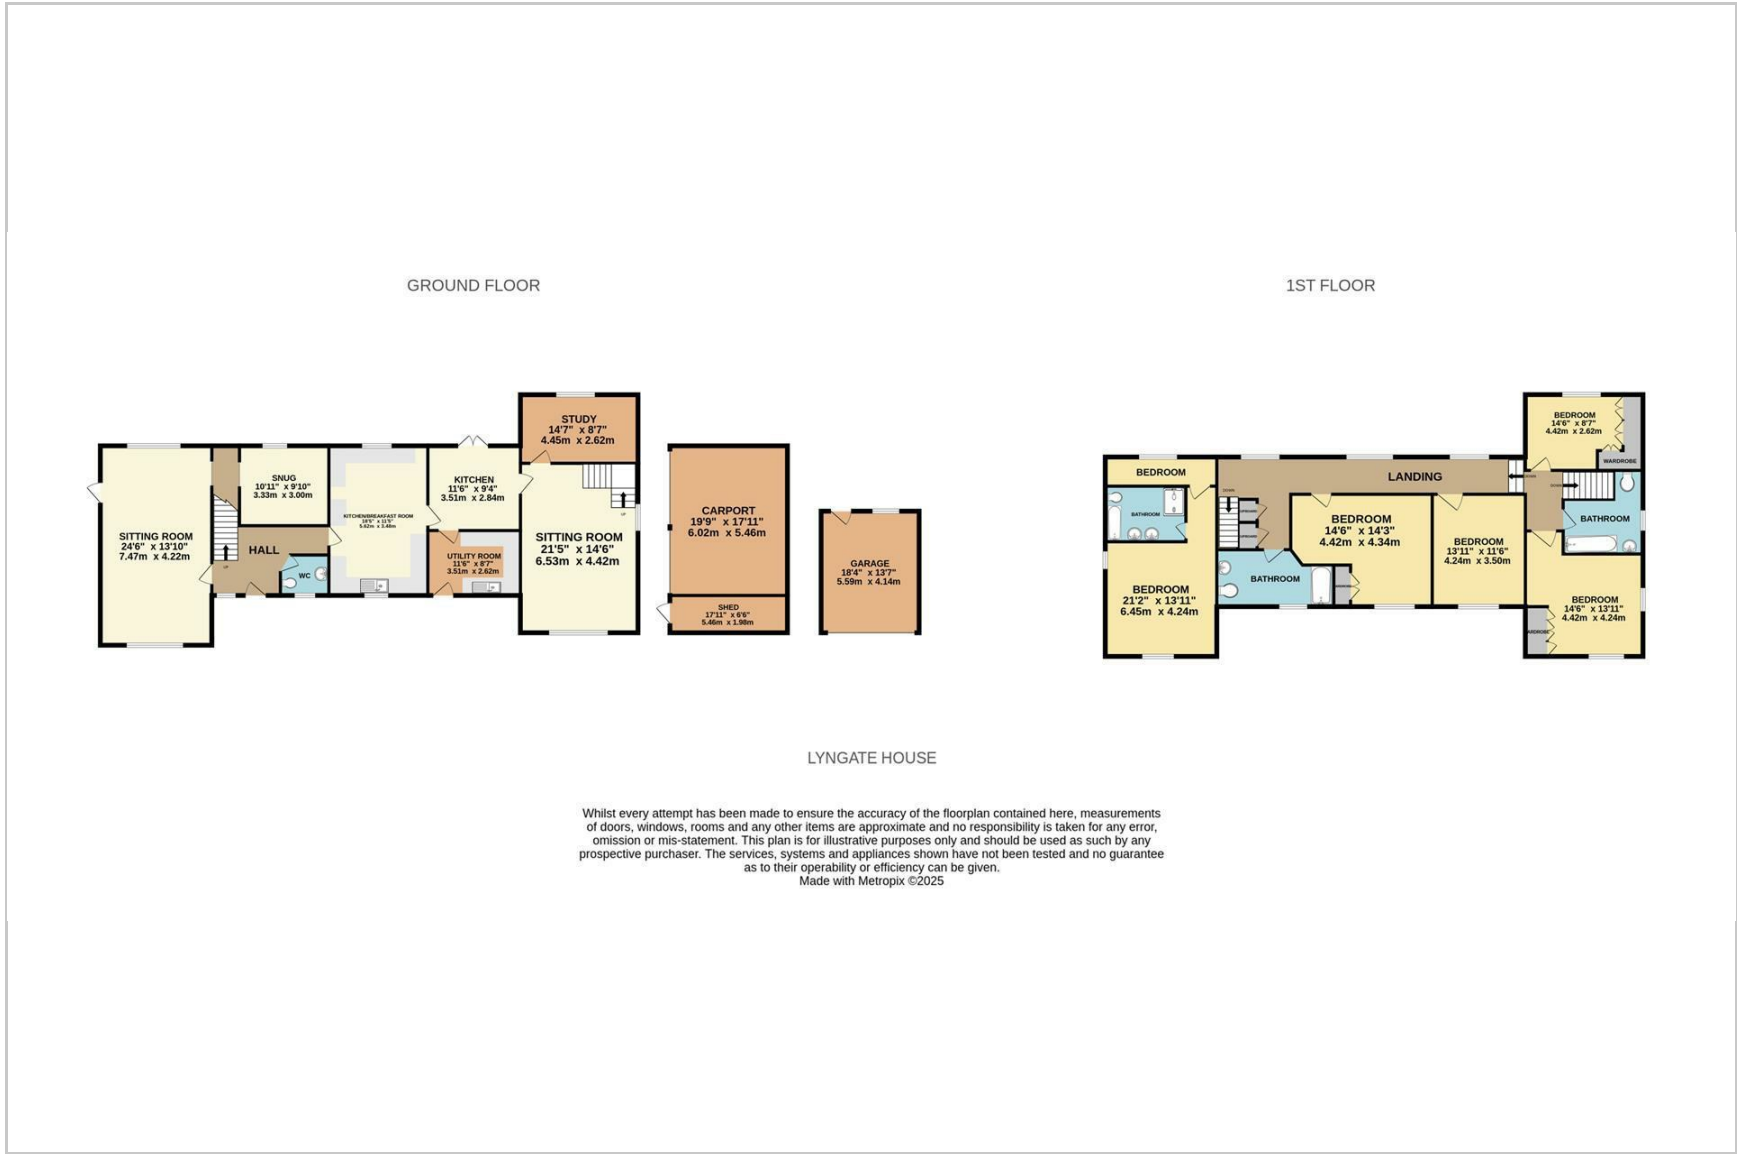 GROUND FLOOR
1ST FLOOR
STUDY
14'7" x 8'7"
4.45m x 2.62m
SNUG
10'11" x 9'10"
3.33m x 3.00m
KITCHEN
11'6" x 9'4"
3.51m x 2.84m
KITCHEN/BREAKFAST ROOM
SITTING ROOM
24'6" x 13'10"
7.47m x 4.22m
HALL
UP
WC
UTILITY ROOM
11'6" x 8'7"
3.51m x 2.62m
SITTING ROOM
21'5" x 14'6"
6.53m x 4.42m
UP
CARPORT
19'9" x 17'11"
6.02m x 5.46m
SHED
17'11" x 6'6"
5.46m x 1.98m
GARAGE
18'4" x 13'7"
5.59m x 4.14m
BEDROOM
BATHROOM
BEDROOM
21'2" x 13'11"
6.45m x 4.24m
DOWN
CUPBOARD
CUPBOARD
BATHROOM
LANDING
BEDROOM
14'6" x 14'3"
4.42m x 4.34m
BEDROOM
13'11" x 11'6"
4.24m x 3.50m
DOWN
DOWN
BEDROOM
14'6" x 8'7"
4.42m x 2.62m
WARDROBE
BATHROOM
BEDROOM
14'6" x 13'11"
4.42m x 4.24m
WARDROBE
LYNGATE HOUSE
Whilst every attempt has been made to ensure the accuracy of the floorplan contained here, measurements
of doors, windows, rooms and any other items are approximate and no responsibility is taken for any error,
omission or mis-statement. This plan is for illustrative purposes only and should be used as such by any
prospective purchaser. The services, systems and appliances shown have not been tested and no guarantee
as to their operability or efficiency can be given.
Made with Metropix ©2025